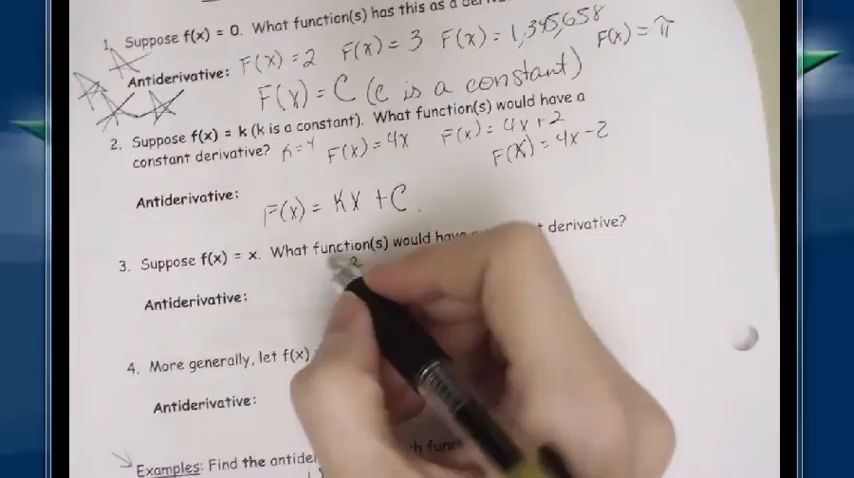 1. Suppose f(x) = 0. What function(s) has this as a
F(x) = 2 F(x) = 3 F(x) = 1,345,658 F(x) = π
Antiderivative:
F(x) = C (C is a constant)
2. Suppose f(x) = k (k is a constant). What function(s) would have a
constant derivative? K=4 F(x) = 4x F(x) = 4x+2
F(x) = 4x-2
Antiderivative:
F(x) = Kx + C
3. Suppose f(x) = x. What function(s) would have derivative?
2
Antiderivative:
4. More generally, let f(x)
Antiderivative:
Examples: Find the